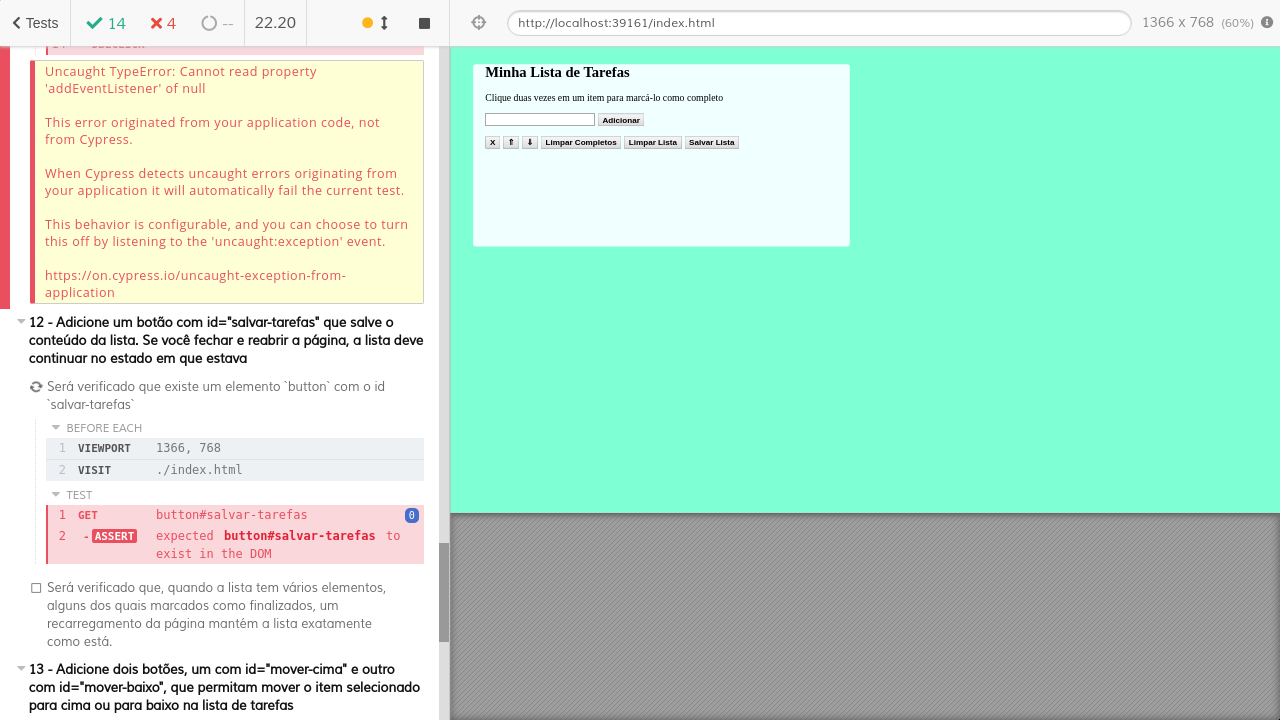 Tests
14
4
--
22.20
http://localhost:39161/index.html
1366 x 768 (60%)
Uncaught TypeError: Cannot read property
'addEventListener' of null
This error originated from your application code, not
from Cypress.
When Cypress detects uncaught errors originating from
your application it will automatically fail the current test.
This behavior is configurable, and you can choose to turn
this off by listening to the 'uncaught:exception' event.
https://on.cypress.io/uncaught-exception-from-
application
12 - Adicione um botão com id="salvar-tarefas" que salve o
conteúdo da lista. Se você fechar e reabrir a página, a lista deve
continuar no estado em que estava
Será verificado que existe um elemento `button` com o id
`salvar-tarefas`
BEFORE EACH
1 VIEWPORT 1366, 768
2 VISIT ./index.html
TEST
1 GET button#salvar-tarefas 0
2 - ASSERT expected button#salvar-tarefas to
exist in the DOM
Será verificado que, quando a lista tem vários elementos,
alguns dos quais marcados como finalizados, um
recarregamento da página mantém a lista exatamente
como está.
13 - Adicione dois botões, um com id="mover-cima" e outro
com id="mover-baixo", que permitam mover o item selecionado
para cima ou para baixo na lista de tarefas
Minha Lista de Tarefas
Clique duas vezes em um item para marcá-lo como completo
Adicionar
X ⇑ ⇓ Limpar Completos Limpar Lista Salvar Lista